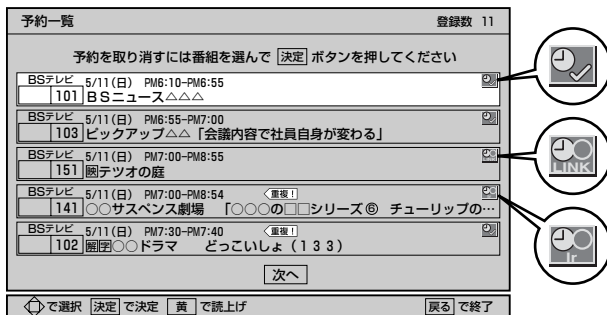 予約一覧 登録数 11
予約を取り消すには番組を選んで 決定 ボタンを押してください
BSテレビ 5/11(日) PM6:10-PM6:55
101 BSニュース△△△
BSテレビ 5/11(日) PM6:55-PM7:00
103 ピックアップ△△「会議内容で社員自身が変わる」
BSテレビ 5/11(日) PM7:00-PM8:55
151 テツオの庭
BSテレビ 5/11(日) PM7:00-PM8:54 重複!
141 ○○サスペンス劇場 「○○○の□□シリーズ⑥ チューリップの…
BSテレビ 5/11(日) PM7:30-PM7:40 重複!
102 解字○○ドラマ どっこいしょ(133)
次へ
で選択 決定 で決定 黄 で読上げ 戻る で終了
LINK
Ir